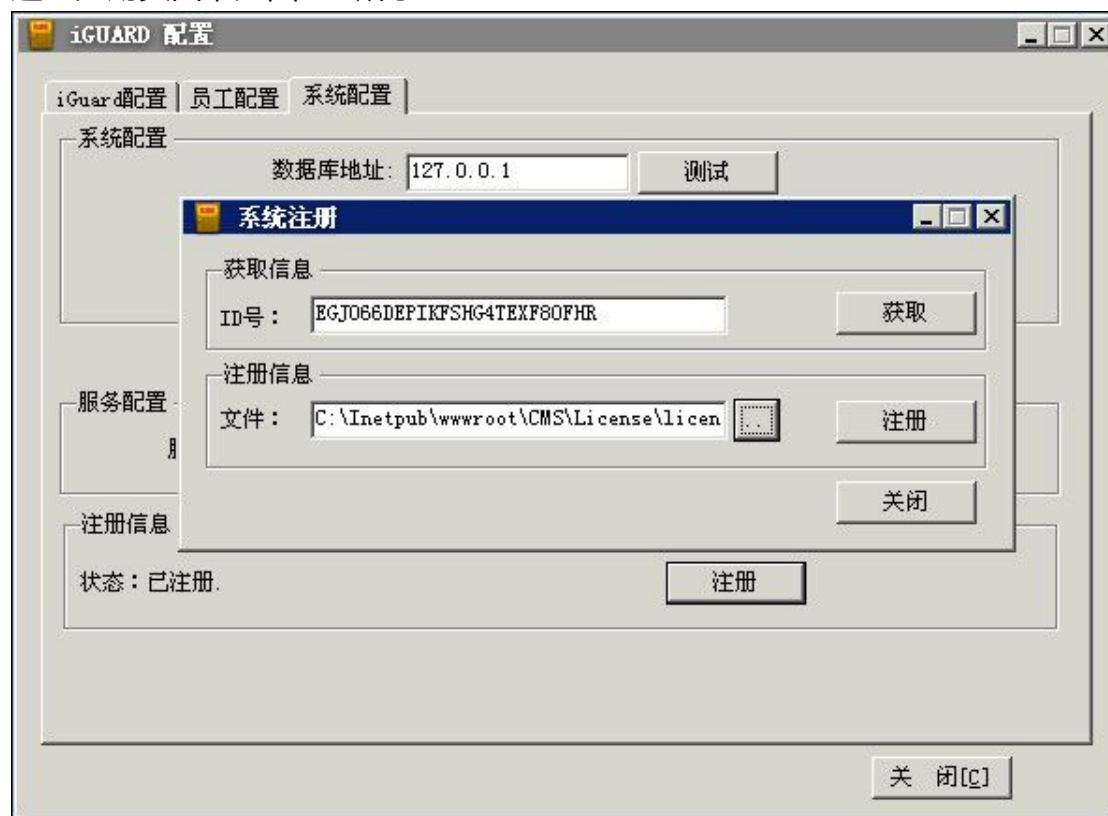 iGUARD 配置
iGuard配置 员工配置 系统配置
系统配置
数据库地址: 127.0.0.1 测试
系统注册
获取信息
ID号： EGJO66DEPIKFSHG4TEXF8OFHR 获取
注册信息
服务配置
文件： C:\Inetpub\wwwroot\CMS\License\licen .. 注册
关闭
注册信息
状态：已注册. 注册
关 闭[C]